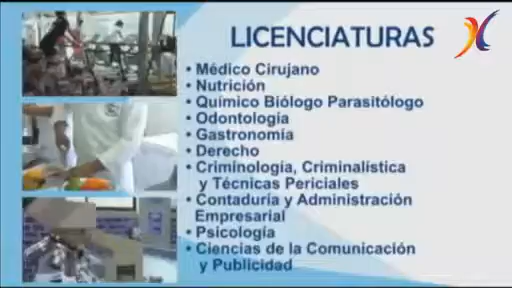 LICENCIATURAS
• Médico Cirujano
• Nutrición
• Químico Biólogo Parasitólogo
• Odontología
• Gastronomía
• Derecho
• Criminología, Criminalística
y Técnicas Periciales
• Contaduría y Administración
Empresarial
• Psicología
• Ciencias de la Comunicación
y Publicidad